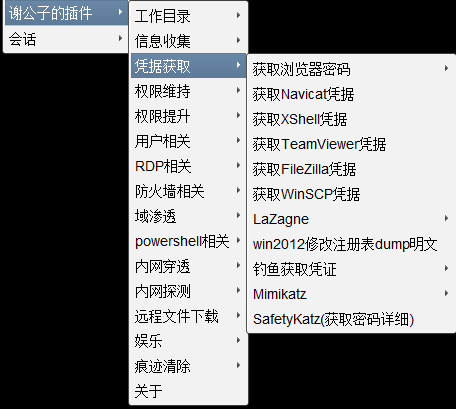 谢公子的插件
会话
工作目录
信息收集
凭据获取
权限维持
权限提升
用户相关
RDP相关
防火墙相关
域渗透
powershell相关
内网穿透
内网探测
远程文件下载
娱乐
痕迹清除
关于
获取浏览器密码
获取Navicat凭据
获取XShell凭据
获取TeamViewer凭据
获取FileZilla凭据
获取WinSCP凭据
LaZagne
win2012修改注册表dump明文
钓鱼获取凭证
Mimikatz
SafetyKatz(获取密码详细)